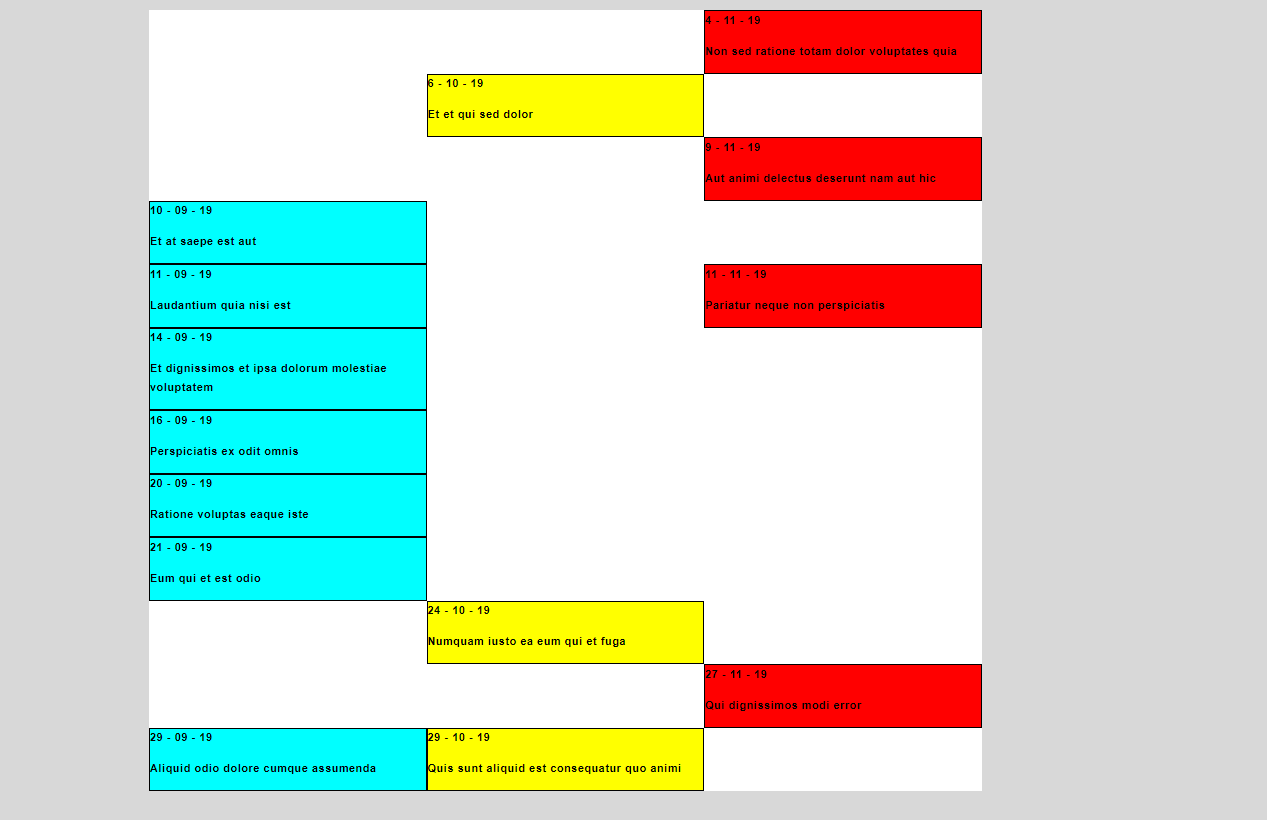 4 - 11 - 19
Non sed ratione totam dolor voluptates quia
6 - 10 - 19
Et et qui sed dolor
9 - 11 - 19
Aut animi delectus deserunt nam aut hic
10 - 09 - 19
Et at saepe est aut
11 - 09 - 19
Laudantium quia nisi est
11 - 11 - 19
Pariatur neque non perspiciatis
14 - 09 - 19
Et dignissimos et ipsa dolorum molestiae
voluptatem
16 - 09 - 19
Perspiciatis ex odit omnis
20 - 09 - 19
Ratione voluptas eaque iste
21 - 09 - 19
Eum qui et est odio
24 - 10 - 19
Numquam iusto ea eum qui et fuga
27 - 11 - 19
Qui dignissimos modi error
29 - 09 - 19
Aliquid odio dolore cumque assumenda
29 - 10 - 19
Quis sunt aliquid est consequatur quo animi